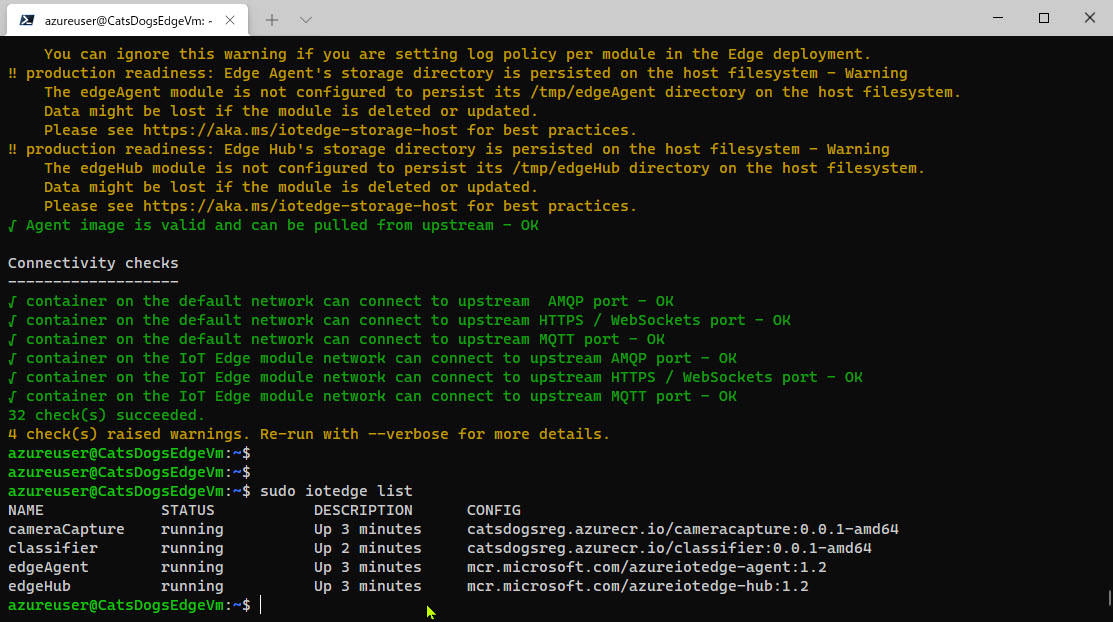 azureuser@CatsDogsEdgeVm: ~
    You can ignore this warning if you are setting log policy per module in the Edge deployment.
‼ production readiness: Edge Agent's storage directory is persisted on the host filesystem - Warning
    The edgeAgent module is not configured to persist its /tmp/edgeAgent directory on the host filesystem.
    Data might be lost if the module is deleted or updated.
    Please see https://aka.ms/iotedge-storage-host for best practices.
‼ production readiness: Edge Hub's storage directory is persisted on the host filesystem - Warning
    The edgeHub module is not configured to persist its /tmp/edgeHub directory on the host filesystem.
    Data might be lost if the module is deleted or updated.
    Please see https://aka.ms/iotedge-storage-host for best practices.
√ Agent image is valid and can be pulled from upstream - OK

Connectivity checks
-------------------
√ container on the default network can connect to upstream  AMQP port - OK
√ container on the default network can connect to upstream HTTPS / WebSockets port - OK
√ container on the default network can connect to upstream MQTT port - OK
√ container on the IoT Edge module network can connect to upstream AMQP port - OK
√ container on the IoT Edge module network can connect to upstream HTTPS / WebSockets port - OK
√ container on the IoT Edge module network can connect to upstream MQTT port - OK
32 check(s) succeeded.
4 check(s) raised warnings. Re-run with --verbose for more details.
azureuser@CatsDogsEdgeVm:~$
azureuser@CatsDogsEdgeVm:~$
azureuser@CatsDogsEdgeVm:~$ sudo iotedge list
NAME             STATUS           DESCRIPTION      CONFIG
cameraCapture    running          Up 3 minutes     catsdogsreg.azurecr.io/cameracapture:0.0.1-amd64
classifier       running          Up 2 minutes     catsdogsreg.azurecr.io/classifier:0.0.1-amd64
edgeAgent        running          Up 3 minutes     mcr.microsoft.com/azureiotedge-agent:1.2
edgeHub          running          Up 3 minutes     mcr.microsoft.com/azureiotedge-hub:1.2
azureuser@CatsDogsEdgeVm:~$